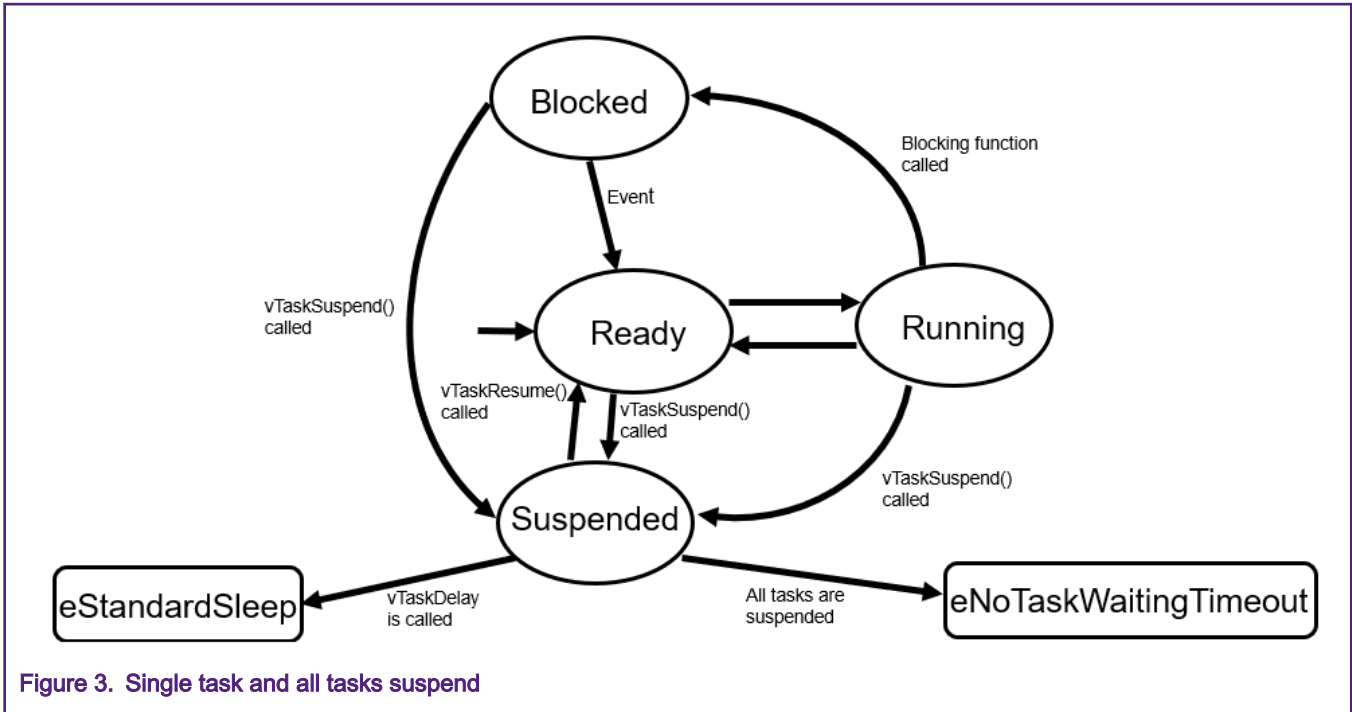 Blocked
Blocking function
called
Event
vTaskSuspend()
called
Ready
Running
vTaskResume()
called
vTaskSuspend()
called
vTaskSuspend()
called
Suspended
eStandardSleep
vTaskDelay
is called
All tasks are
suspended
eNoTaskWaitingTimeout
Figure 3. Single task and all tasks suspend